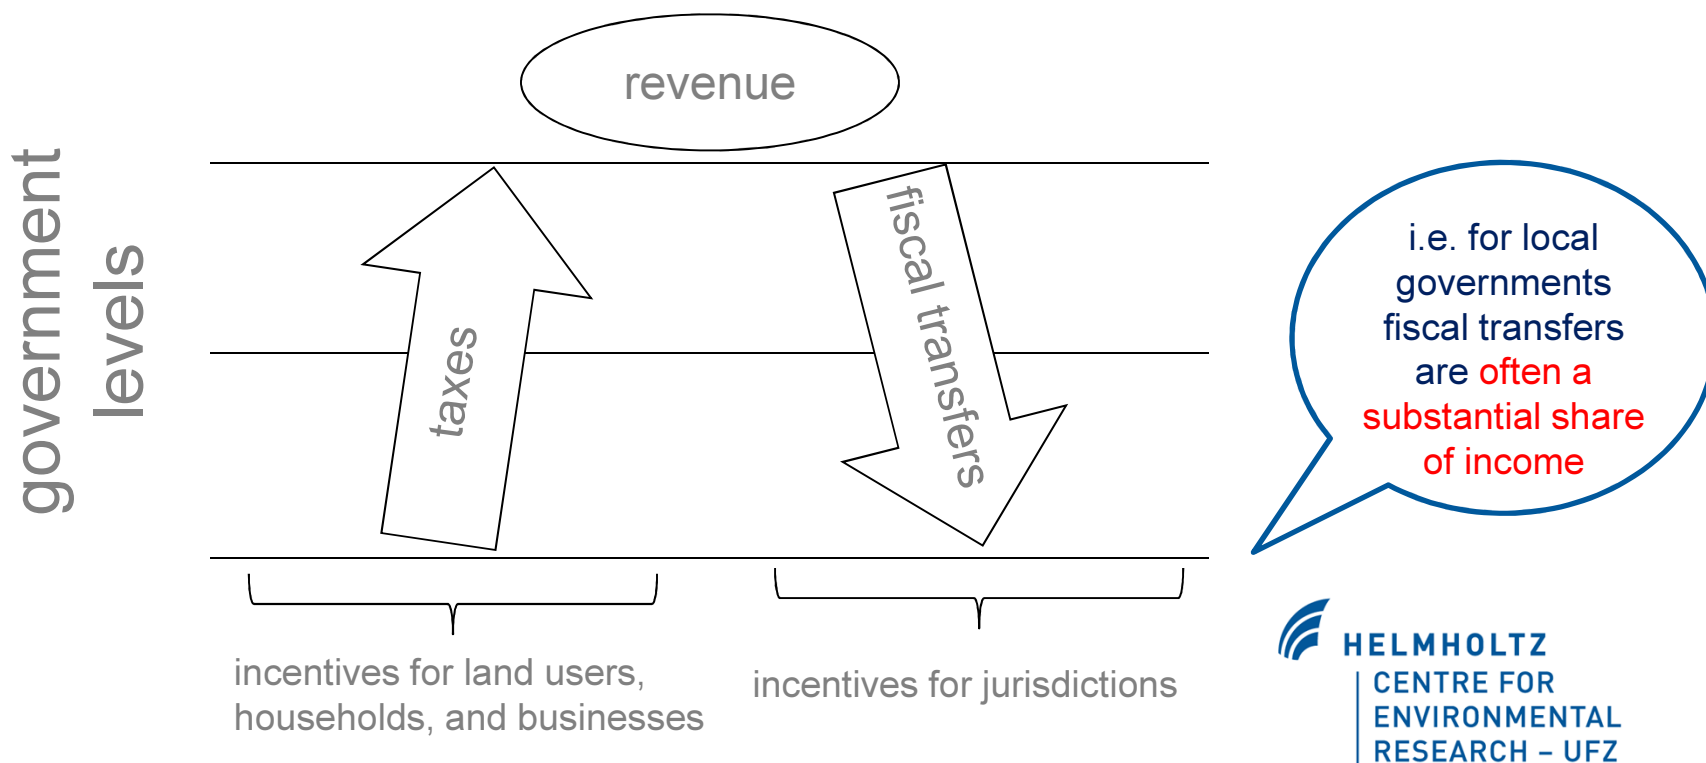 revenue
government
levels
taxes
fiscal transfers
i.e. for local
governments
fiscal transfers
are often a
substantial share
of income
incentives for land users,
households, and businesses
incentives for jurisdictions
HELMHOLTZ
CENTRE FOR
ENVIRONMENTAL
RESEARCH – UFZ